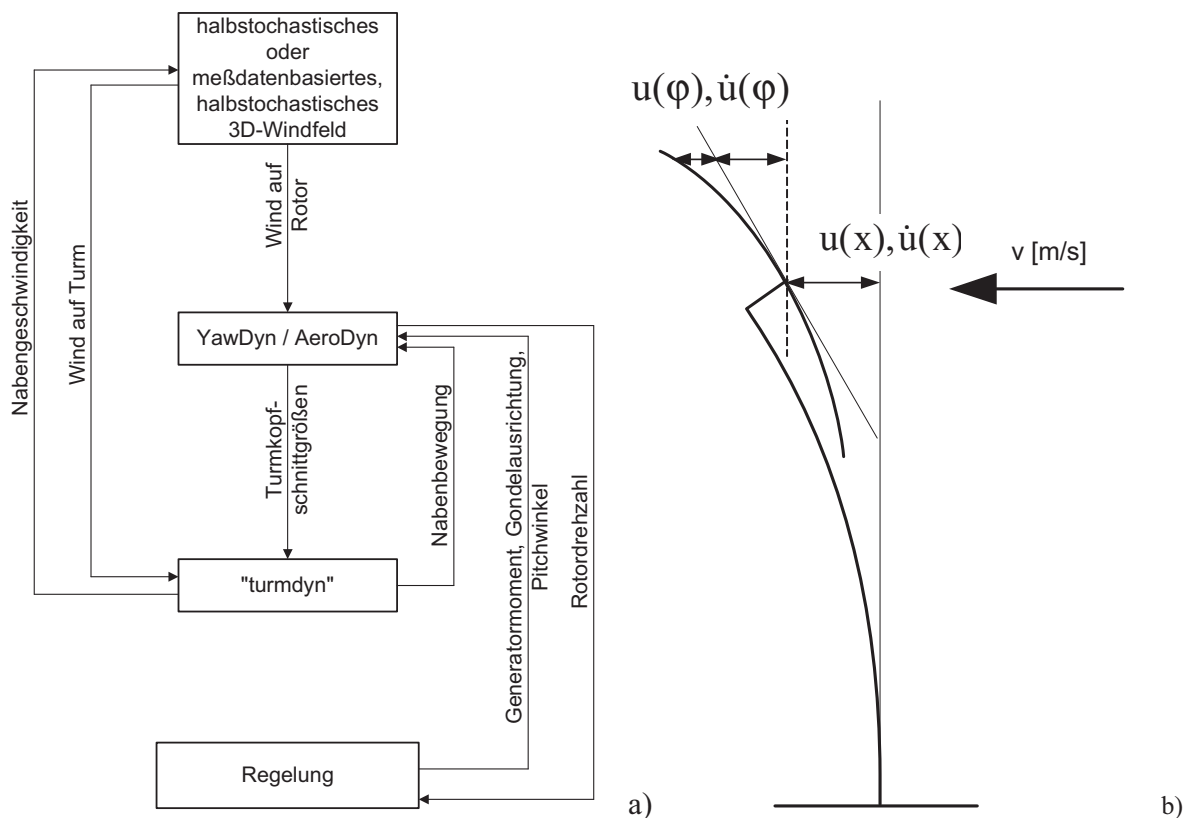 halbstochastisches
oder
meßdatenbasiertes,
halbstochastisches
3D-Windfeld
Nabengeschwindigkeit
Wind auf Turm
Wind auf
Rotor
YawDyn / AeroDyn
Turmkopf-
schnittgrößen
Nabenbewegung
Generatormoment, Gondelausrichtung,
Pitchwinkel
Rotordrehzahl
"turmdyn"
Regelung
a)
u(φ), u̇(φ)
u(x), u̇(x)
v [m/s]
b)